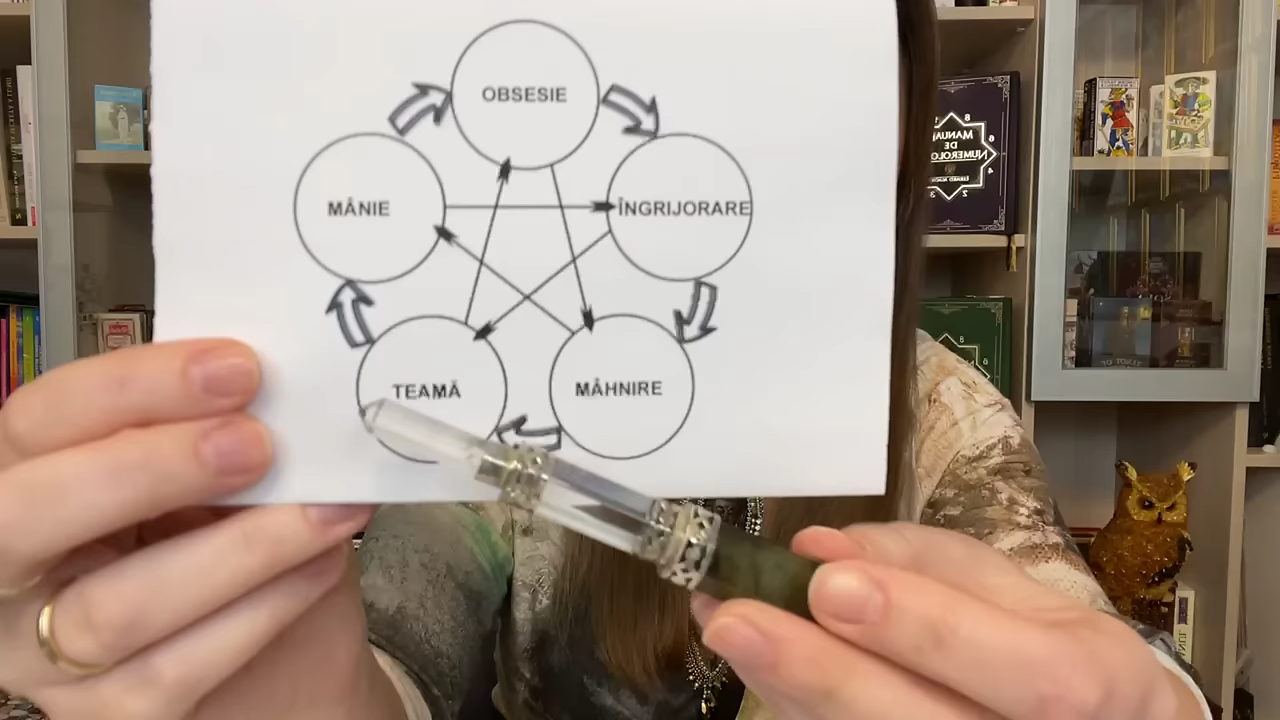 OBSESIE
ÎNGRIJORARE
MÂHNIRE
TEAMĂ
MÂNIE
MANUAL
DE
NUMEROLO